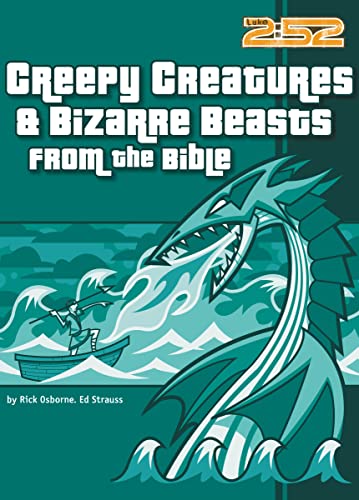 Luke
2:52
Creepy Creatures
& Bizarre Beasts
from the Bible
by Rick Osborne, Ed Strauss